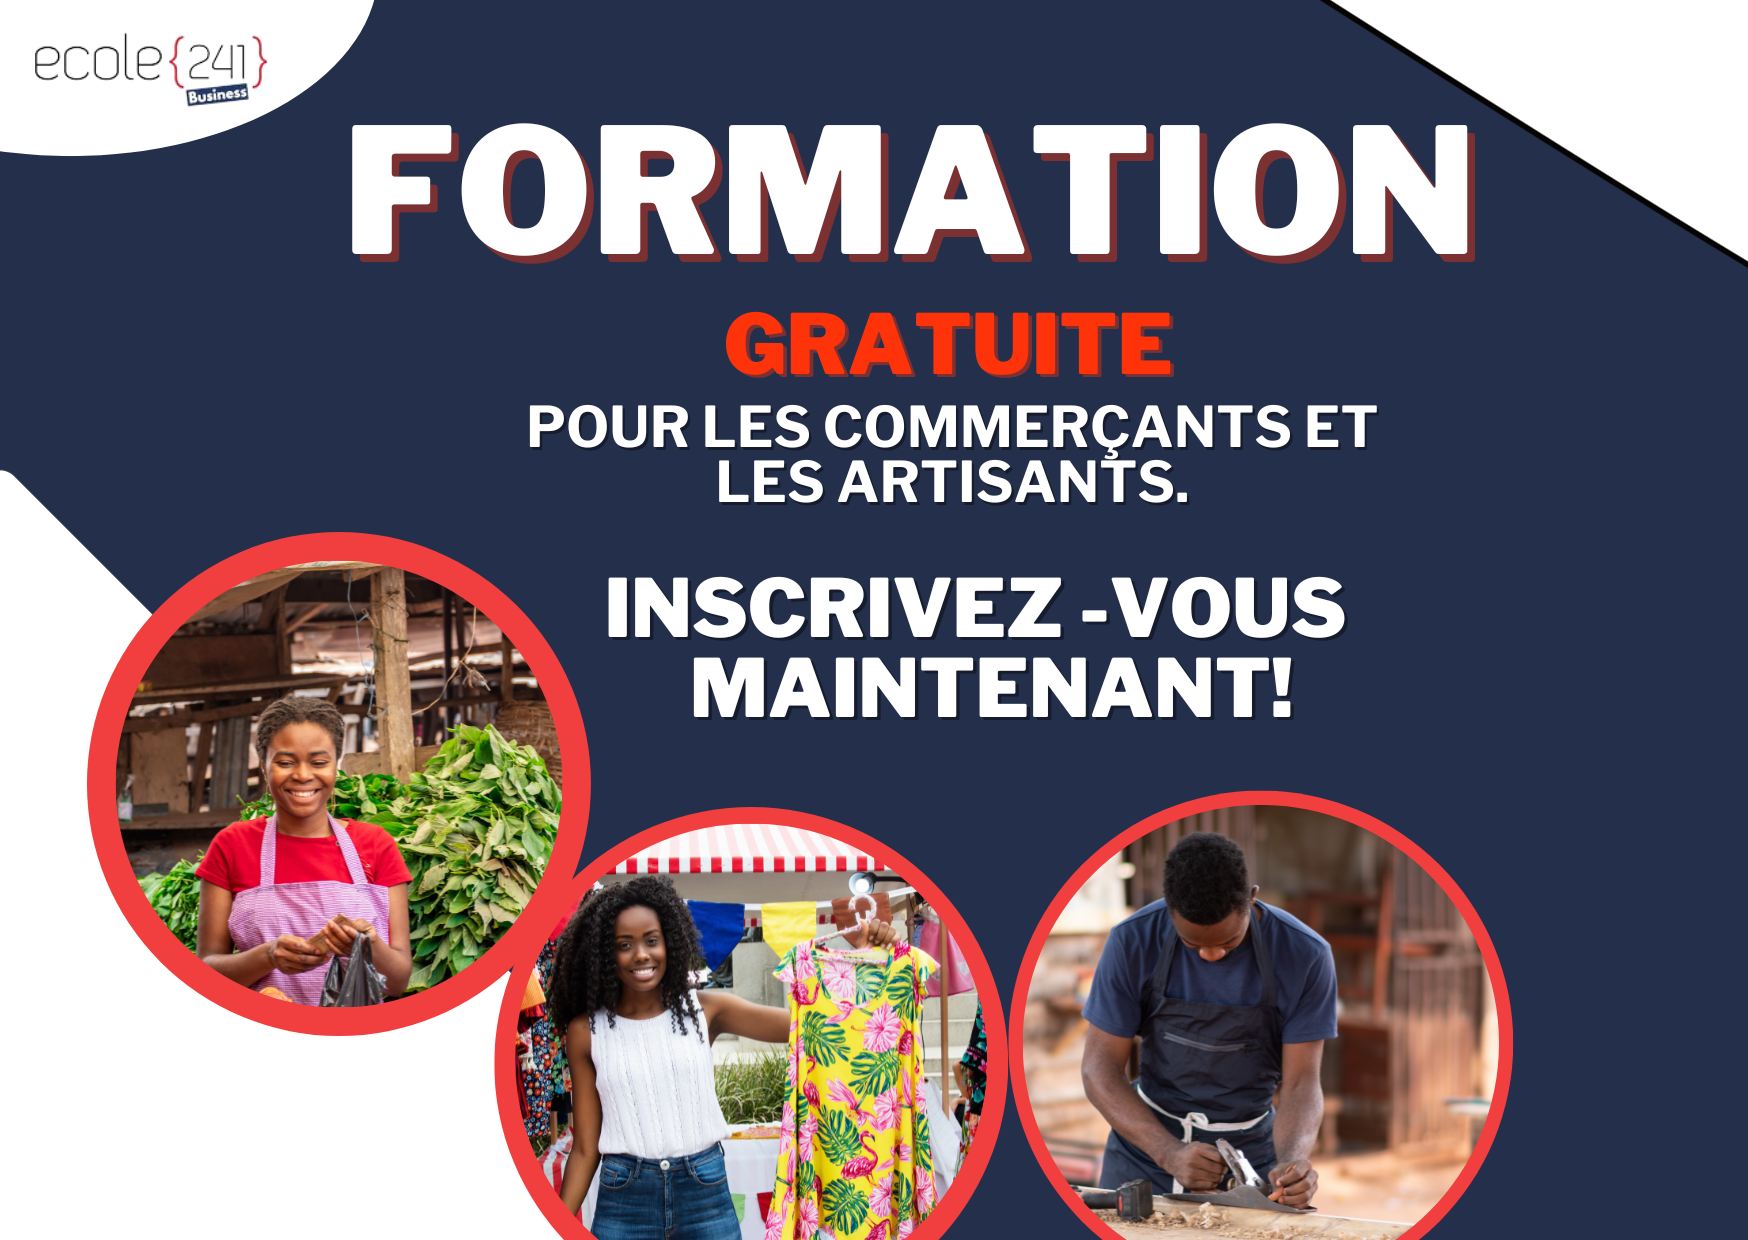 ecole{241}
Business
FORMATION
GRATUITE
POUR LES COMMERÇANTS ET
LES ARTISANTS.
INSCRIVEZ -VOUS
MAINTENANT!